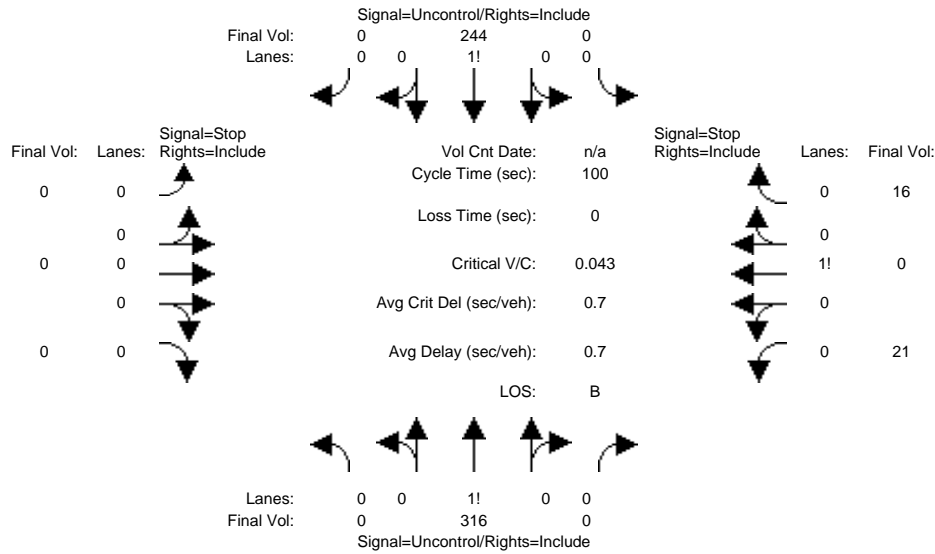 Signal=Uncontrol/Rights=Include
Final Vol: 0 244 0
Lanes: 0 0 1! 0 0
Signal=Stop
Final Vol: Lanes: Rights=Include
Vol Cnt Date: n/a
Signal=Stop
Rights=Include Lanes: Final Vol:
Cycle Time (sec): 100
0 0
0 16
Loss Time (sec): 0
0
0
0 0
Critical V/C: 0.043
1! 0
0
Avg Crit Del (sec/veh): 0.7
0
0 0
Avg Delay (sec/veh): 0.7
0 21
LOS: B
Lanes: 0 0 1! 0 0
Final Vol: 0 316 0
Signal=Uncontrol/Rights=Include